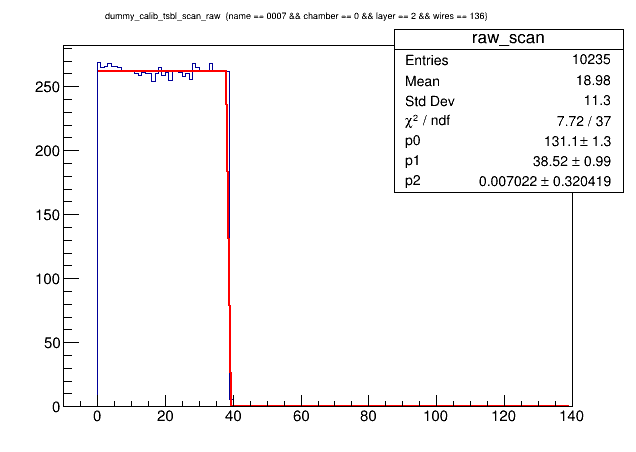 dummy_calib_tsbl_scan_raw (name == 0007 && chamber == 0 && layer == 2 && wires == 136)
raw_scan
Entries 10235
Mean 18.98
Std Dev 11.3
χ² / ndf 7.72 / 37
p0 131.1 ± 1.3
p1 38.52 ± 0.99
p2 0.007022 ± 0.320419
250
200
150
100
50
0
0 20 40 60 80 100 120 140